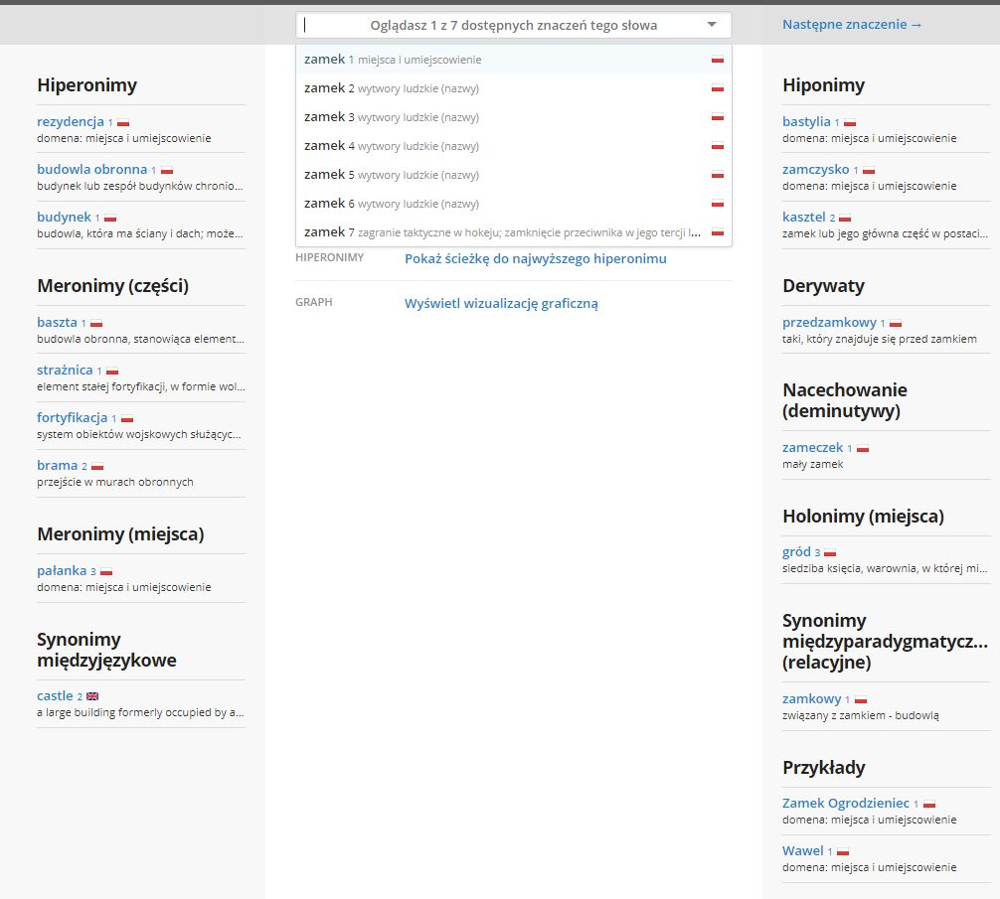 Oglądasz 1 z 7 dostępnych znaczeń tego słowa
Następne znaczenie →
zamek 1 miejsca i umiejscowienie
zamek 2 wytwory ludzkie (nazwy)
zamek 3 wytwory ludzkie (nazwy)
zamek 4 wytwory ludzkie (nazwy)
zamek 5 wytwory ludzkie (nazwy)
zamek 6 wytwory ludzkie (nazwy)
zamek 7 zagranie taktyczne w hokeju; zamknięcie przeciwnika w jego tercji l...
HIPERONIMY Pokaż ścieżkę do najwyższego hiperonimu
GRAPH Wyświetl wizualizację graficzną
Hiperonimy
rezydencja 1
domena: miejsca i umiejscowienie
budowla obronna 1
budynek lub zespół budynków chronio...
budynek 1
budowla, która ma ściany i dach; może...
Meronimy (części)
baszta 1
budowla obronna, stanowiąca element...
strażnica 1
element stałej fortyfikacji, w formie wol...
fortyfikacja 1
system obiektów wojskowych służącyc...
brama 2
przejście w murach obronnych
Meronimy (miejsca)
pałanka 3
domena: miejsca i umiejscowienie
Synonimy
międzyjęzykowe
castle 2
a large building formerly occupied by a...
Hiponimy
bastylia 1
domena: miejsca i umiejscowienie
zamczysko 1
domena: miejsca i umiejscowienie
kasztel 2
zamek lub jego główna część w postaci...
Derywaty
przedzamkowy 1
taki, który znajduje się przed zamkiem
Nacechowanie
(deminutywy)
zameczek 1
mały zamek
Holonimy (miejsca)
gród 3
siedziba księcia, warownia, w której mi...
Synonimy
międzyparadygmatycz...
(relacyjne)
zamkowy 1
związany z zamkiem - budowlą
Przykłady
Zamek Ogrodzieniec 1
domena: miejsca i umiejscowienie
Wawel 1
domena: miejsca i umiejscowienie